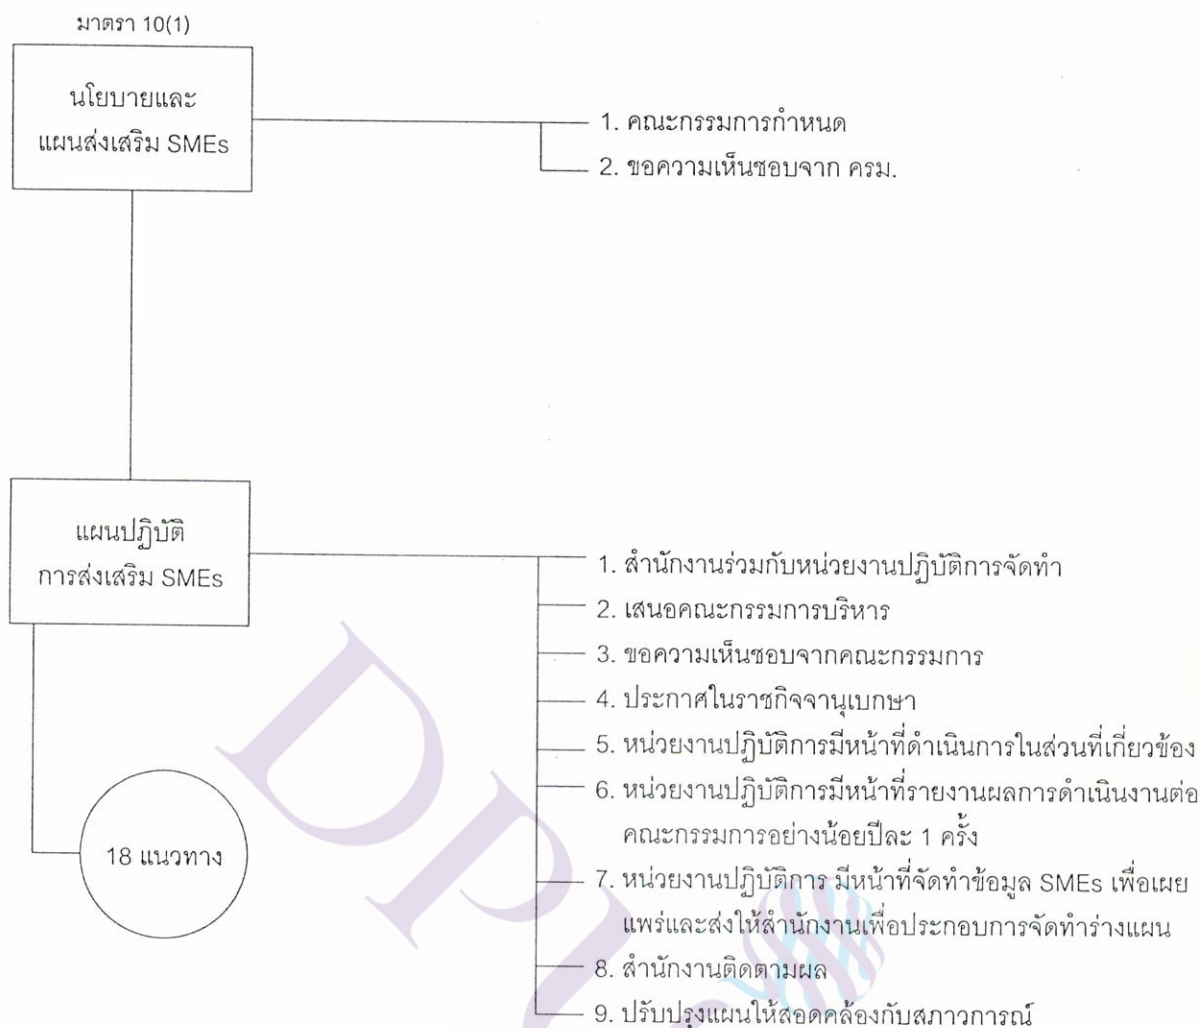 มาตรา 10(1)
นโยบายและ
แผนส่งเสริม SMEs
1. คณะกรรมการกำหนด
2. ขอความเห็นชอบจาก ครม.
แผนปฏิบัติ
การส่งเสริม SMEs
1. สำนักงานร่วมกับหน่วยงานปฏิบัติการจัดทำ
2. เสนอคณะกรรมการบริหาร
3. ขอความเห็นชอบจากคณะกรรมการ
4. ประกาศในราชกิจจานุเบกษา
5. หน่วยงานปฏิบัติการมีหน้าที่ดำเนินการในส่วนที่เกี่ยวข้อง
6. หน่วยงานปฏิบัติการมีหน้าที่รายงานผลการดำเนินงานต่อ
คณะกรรมการอย่างน้อยปีละ 1 ครั้ง
7. หน่วยงานปฏิบัติการ มีหน้าที่จัดทำข้อมูล SMEs เพื่อเผย
แพร่และส่งให้สำนักงานเพื่อประกอบการจัดทำร่างแผน
8. สำนักงานติดตามผล
9. ปรับปรุงแผนให้สอดคล้องกับสภาวการณ์
18 แนวทาง
DPU